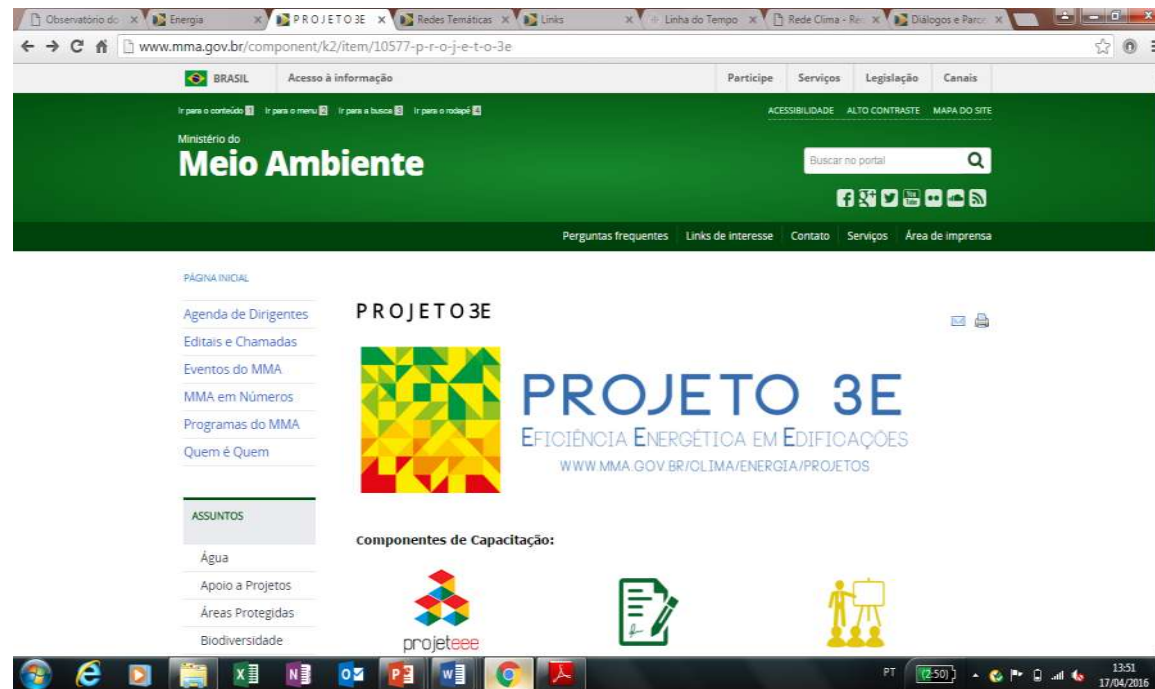 Observatório do
Energia
P R O J E T O 3E
Redes Temáticas
Links
Linha do Tempo
Rede Clima - Re
Diálogos e Parce
www.mma.gov.br/component/k2/item/10577-p-r-o-j-e-t-o-3e
BRASIL Acesso à informação Participe Serviços Legislação Canais
Ir para o conteúdo 1 Ir para o menu 2 Ir para a busca 3 Ir para o rodapé 4 ACESSIBILIDADE ALTO CONTRASTE MAPA DO SITE
Ministério do
Meio Ambiente
Buscar no portal
You Tube
Perguntas frequentes Links de interesse Contato Serviços Área de imprensa
PÁGINA INICIAL
Agenda de Dirigentes
Editais e Chamadas
Eventos do MMA
MMA em Números
Programas do MMA
Quem é Quem
ASSUNTOS
Água
Apoio a Projetos
Áreas Protegidas
Biodiversidade
P R O J E T O 3E
PROJETO 3E
EFICIÊNCIA ENERGÉTICA EM EDIFICAÇÕES
WWW.MMA.GOV.BR/CLIMA/ENERGIA/PROJETOS
Componentes de Capacitação:
projeteee
PT (2:50) 13:51
17/04/2016